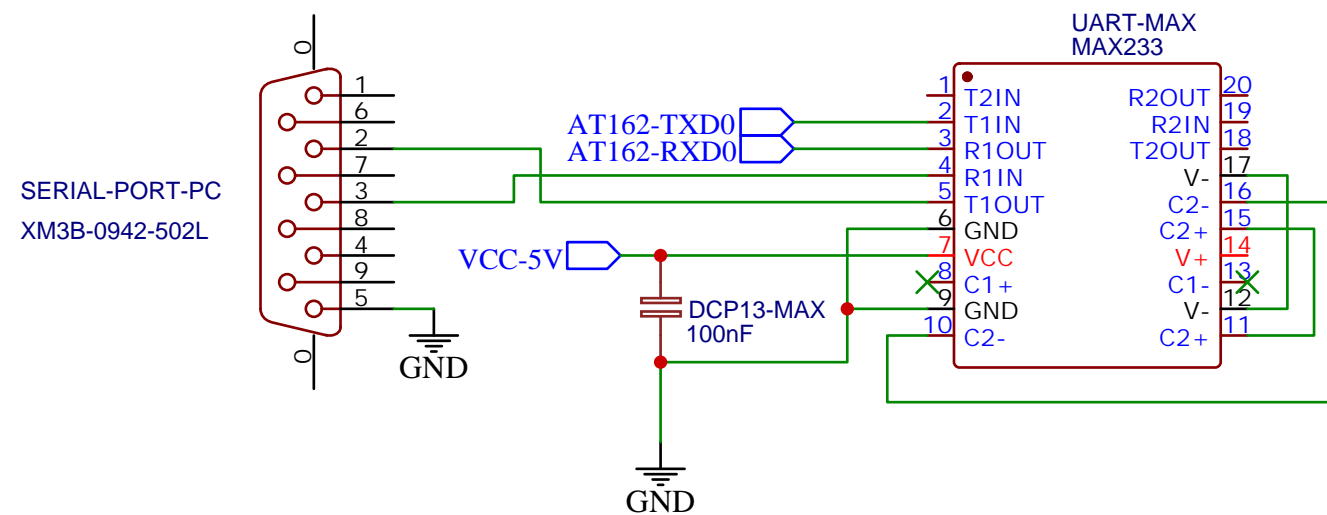 UART-MAX
MAX233
0
1
6
2
7
3
8
4
9
5
0
SERIAL-PORT-PC
XM3B-0942-502L
GND
AT162-TXD0
AT162-RXD0
VCC-5V
DCP13-MAX
100nF
GND
1 T2IN
2 T1IN
3 R1OUT
4 R1IN
5 T1OUT
6 GND
7 VCC
8 C1+
9 GND
10 C2-
R2OUT 20
R2IN 19
T2OUT 18
V- 17
C2- 16
C2+ 15
V+ 14
C1- 13
V- 12
C2+ 11